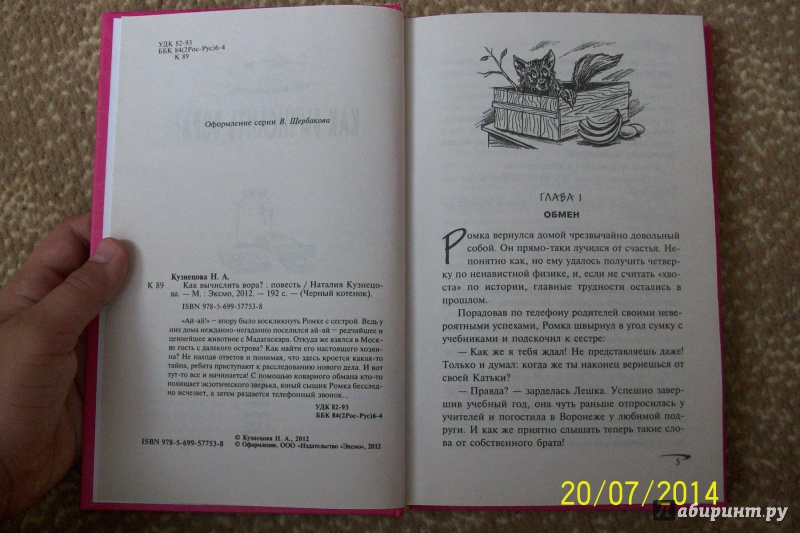 УДК 82-93
ББК 84(2Рос-Рус)6-4
К 89
Оформление серии В. Щербакова
Кузнецова Н. А.
К 89 Как вычислить вора? : повесть / Наталия Кузнецо-
ва. — М. : Эксмо, 2012. — 192 с. — (Черный котенок).
ISBN 978-5-699-57753-8
«Ай-ай!» — впору было воскликнуть Ромке с сестрой. Ведь у
них дома нежданно-негаданно поселился ай-ай — редчайшее и
ценнейшее животное с Мадагаскара. Откуда же взялся в Моск-
ве гость с далекого острова? Как найти его настоящего хозяи-
на? Не находя ответов и понимая, что здесь кроется какая-то
тайна, ребята приступают к расследованию нового дела. И вот
тут-то все и начинается! С помощью коварного обмана кто-то
похищает экзотического зверька, юный сыщик Ромка бесслед-
но исчезает, а затем раздается телефонный звонок...
УДК 82-93
ББК 84(2Рос-Рус)6-4
© Кузнецова Н. А., 2012
ISBN 978-5-699-57753-8 © Оформление. ООО «Издательство «Эксмо», 2012
ГЛАВА 1
ОБМЕН
Ромка вернулся домой чрезвычайно довольный
собой. Он прямо-таки лучился от счастья. Не-
понятно как, но ему удалось получить четвер-
ку по ненавистной физике, и, если не считать «хво-
ста» по истории, главные трудности остались в
прошлом.
Порадовав по телефону родителей своими неве-
роятными успехами, Ромка швырнул в угол сумку с
учебниками и подскочил к сестре:
— Как же я тебя ждал! Не представляешь даже!
Только и думал: когда же ты наконец вернешься от
своей Катьки?
— Правда? — зарделась Лешка. Успешно завер-
шив учебный год, она чуть раньше отпросилась у
учителей и погостила в Воронеже у любимой под-
руги. И как же приятно слышать теперь такие сло-
ва от собственного брата!
5
20/07/2014
Лабиринт.ру